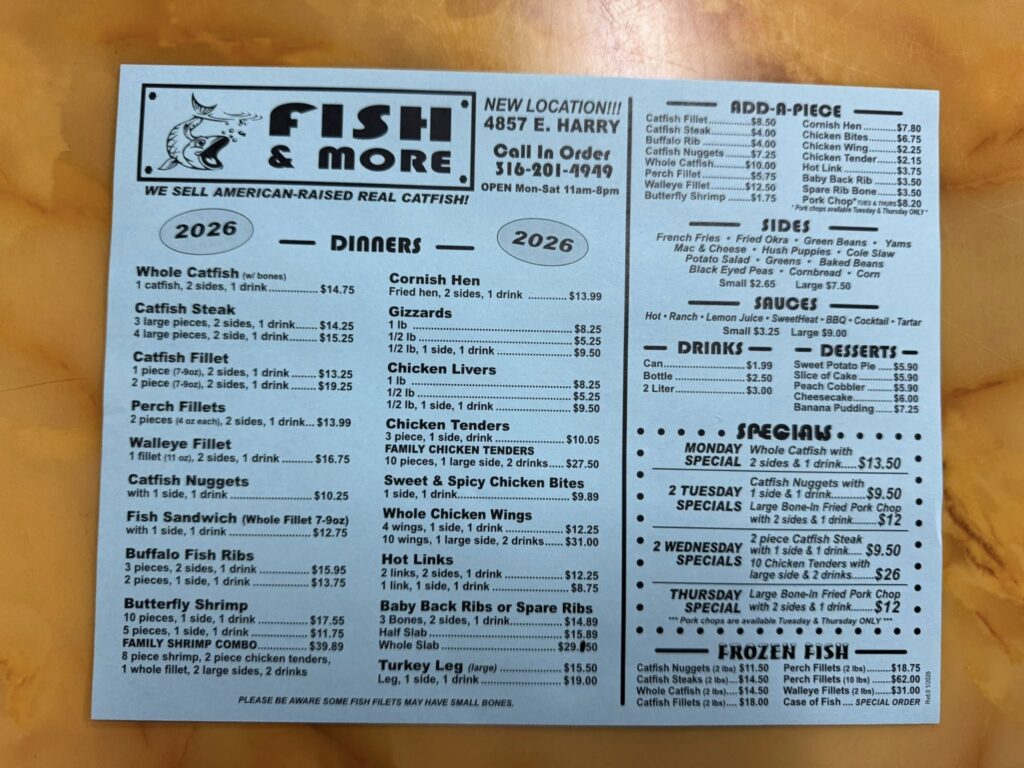 FISH
& MORE
NEW LOCATION!!!
4857 E. HARRY
Call In Order
316-201-4949
OPEN Mon-Sat 11am-8pm
WE SELL AMERICAN-RAISED REAL CATFISH!
2026
DINNERS
2026
Whole Catfish (w/ bones)
1 catfish, 2 sides, 1 drink............... $14.75
Catfish Steak
3 large pieces, 2 sides, 1 drink...... $14.25
4 large pieces, 2 side, 1 drink........ $15.25
Catfish Fillet
1 piece (7-9oz), 2 sides, 1 drink........ $13.25
2 piece (7-9oz), 2 sides, 1 drink........ $19.25
Perch Fillets
2 pieces (4 oz each), 2 sides, 1 drink... $13.99
Walleye Fillet
1 fillet (11 oz), 2 sides, 1 drink .......... $16.75
Catfish Nuggets
with 1 side, 1 drink .......................... $10.25
Fish Sandwich (Whole Fillet 7-9oz)
with 1 side, 1 drink .......................... $12.75
Buffalo Fish Ribs
3 pieces, 2 sides, 1 drink ................. $15.95
2 pieces, 1 side, 1 drink ................... $13.75
Butterfly Shrimp
10 pieces, 1 side, 1 drink ................. $17.55
5 pieces, 1 side, 1 drink ................... $11.75
FAMILY SHRIMP COMBO................ $39.89
8 piece shrimp, 2 piece chicken tenders,
1 whole fillet, 2 large sides, 2 drinks
Cornish Hen
Fried hen, 2 sides, 1 drink .................. $13.99
Gizzards
1 lb ................................................ $8.25
1/2 lb .............................................. $5.25
1/2 lb, 1 side, 1 drink ....................... $9.50
Chicken Livers
1 lb ................................................ $8.25
1/2 lb .............................................. $5.25
1/2 lb, 1 side, 1 drink ....................... $9.50
Chicken Tenders
3 piece, 1 side, drink ....................... $10.05
FAMILY CHICKEN TENDERS
10 pieces, 1 large side, 2 drinks..... $27.50
Sweet & Spicy Chicken Bites
1 side, 1 drink................................. $9.89
Whole Chicken Wings
4 wings, 1 side, 1 drink ................... $12.25
10 wings, 1 large side, 2 drinks...... $31.00
Hot Links
2 links, 2 sides, 1 drink ................... $12.25
1 link, 1 side, 1 drink ....................... $8.75
Baby Back Ribs or Spare Ribs
3 Bones, 2 sides, 1 drink ................. $14.89
Half Slab ......................................... $15.89
Whole Slab ..................................... $29.50
Turkey Leg (large) ........................... $15.50
Leg, 1 side, 1 drink .......................... $19.00
PLEASE BE AWARE SOME FISH FILETS MAY HAVE SMALL BONES.
ADD-A-PIECE
Catfish Fillet............$8.50
Catfish Steak...........$4.00
Buffalo Rib .............$4.00
Catfish Nuggets.......$7.25
Whole Catfish.........$10.00
Perch Fillet..............$5.75
Walleye Fillet..........$12.50
Butterfly Shrimp ......$1.75
Cornish Hen ..........$7.80
Chicken Bites ........$6.75
Chicken Wing........$2.25
Chicken Tender......$2.15
Hot Link ................$3.75
Baby Back Rib ......$3.50
Spare Rib Bone.....$3.50
Pork Chop* TUES & THURS $8.20
* Pork chops available Tuesday & Thursday ONLY *
SIDES
French Fries • Fried Okra • Green Beans • Yams
Mac & Cheese • Hush Puppies • Cole Slaw
Potato Salad • Greens • Baked Beans
Black Eyed Peas • Cornbread • Corn
Small $2.65 Large $7.50
SAUCES
Hot • Ranch • Lemon Juice • SweetHeat • BBQ • Cocktail • Tartar
Small $3.25 Large $9.00
DRINKS
Can.......................$1.99
Bottle ....................$2.50
2 Liter....................$3.00
DESSERTS
Sweet Potato Pie .....$5.90
Slice of Cake...........$5.90
Peach Cobbler ........$5.90
Cheesecake.............$6.00
Banana Pudding .....$7.25
SPECIALS
MONDAY SPECIAL
Whole Catfish with
2 sides & 1 drink.....$13.50
2 TUESDAY SPECIALS
Catfish Nuggets with
1 side & 1 drink........$9.50
Large Bone-In Fried Pork Chop
with 2 sides & 1 drink.......$12
2 WEDNESDAY SPECIALS
2 piece Catfish Steak
with 1 side & 1 drink.....$9.50
10 Chicken Tenders with
large side & 2 drinks.......$26
THURSDAY SPECIAL
Large Bone-In Fried Pork Chop
with 2 sides & 1 drink.......$12
*** Pork chops are available Tuesday & Thursday ONLY ***
FROZEN FISH
Catfish Nuggets (2 lbs) $11.50
Catfish Steaks (2 lbs)...$14.50
Whole Catfish (2 lbs)....$14.50
Catfish Fillets (2 lbs).... $18.00
Perch Fillets (2 lbs).........$18.75
Perch Fillets (10 lbs) .......$62.00
Walleye Fillets (2 lbs)......$31.00
Case of Fish .... SPECIAL ORDER